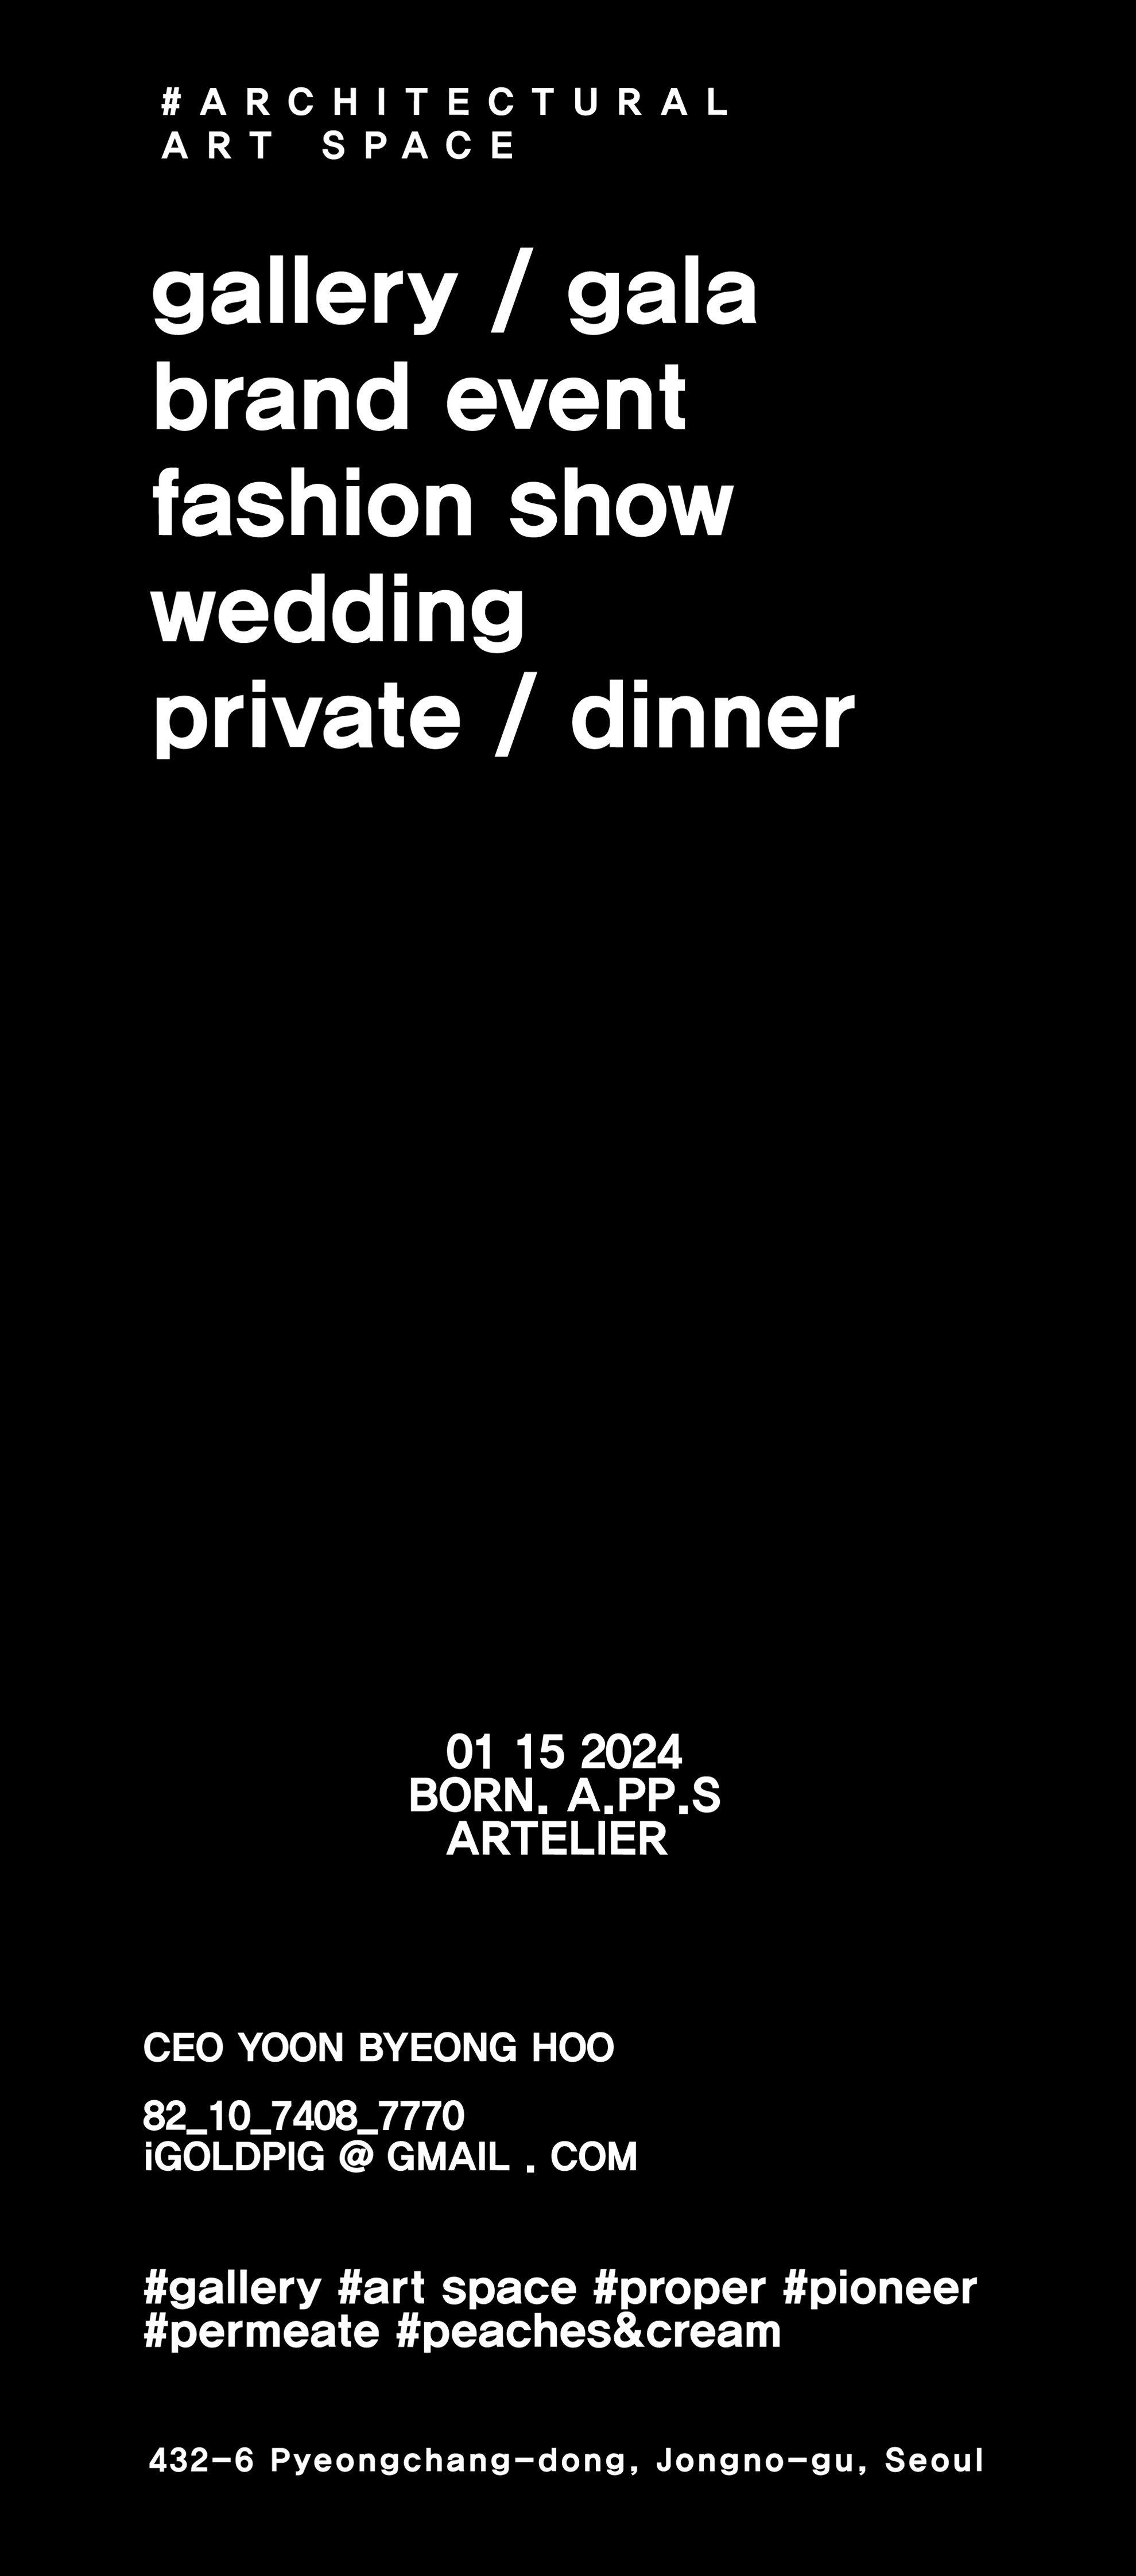 #ARCHITECTURAL
ART SPACE
gallery / gala
brand event
fashion show
wedding
private / dinner
01 15 2024
BORN. A.PP.S
ARTELIER
CEO YOON BYEONG HOO
82_10_7408_7770
iGOLDPIG @ GMAIL . COM
#gallery #art space #proper #pioneer
#permeate #peaches&cream
432-6 Pyeongchang-dong, Jongno-gu, Seoul